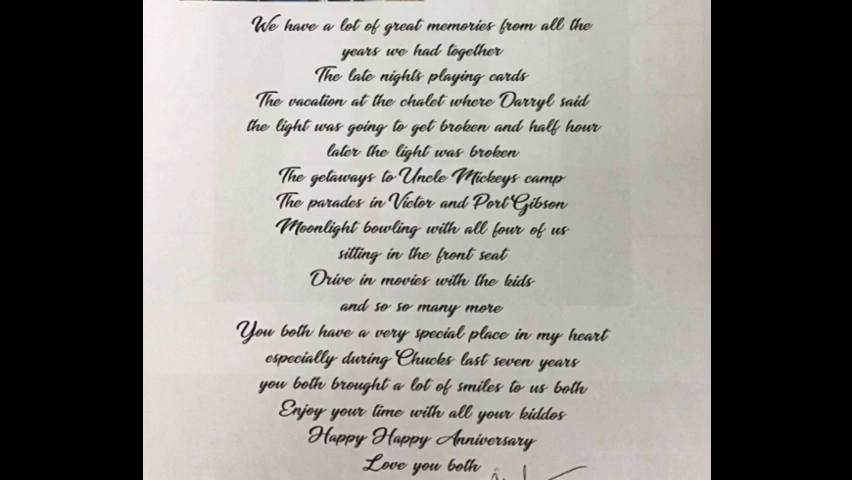 We have a lot of great memories from all the
years we had together
The late nights playing cards
The vacation at the chalet where Darryl said
the light was going to get broken and half hour
later the light was broken
The getaways to Uncle Mickeys camp
The parades in Victor and Port Gibson
Moonlight bowling with all four of us
sitting in the front seat
Drive in movies with the kids
and so so many more
You both have a very special place in my heart
especially during Chucks last seven years
you both brought a lot of smiles to us both
Enjoy your time with all your kiddos
Happy Happy Anniversary
Love you both